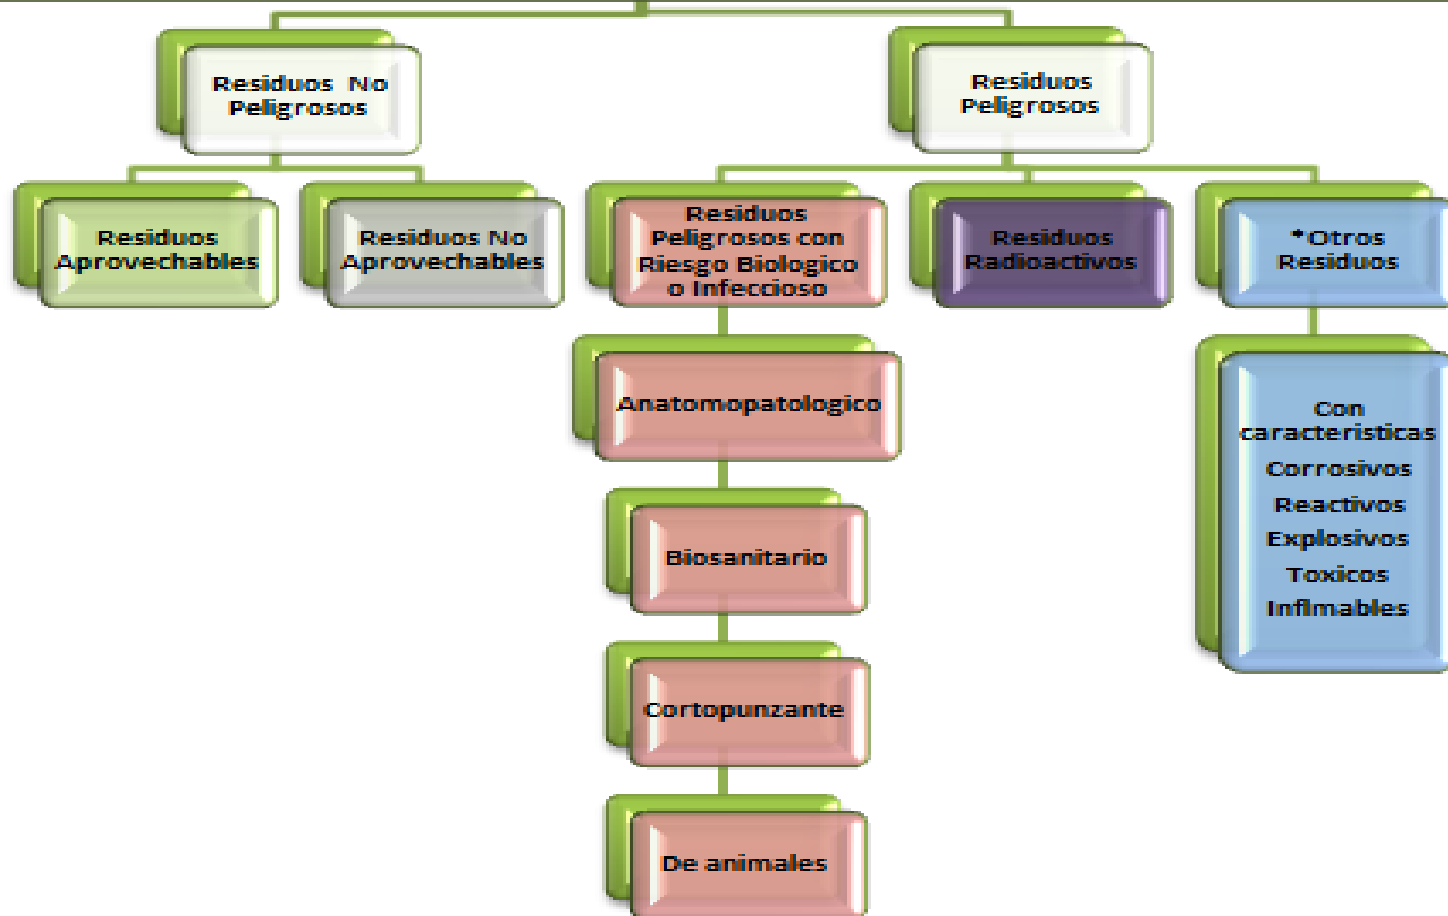 Residuos No
Peligrosos
Residuos
Peligrosos
Residuos
Aprovechables
Residuos No
Aprovechables
Residuos
Peligrosos con
Riesgo Biologico
o Infeccioso
Residuos
Radioactivos
*Otros
Residuos
Anatomopatologico
Biosanitario
Cortopunzante
De animales
Con
caracteristicas
Corrosivos
Reactivos
Explosivos
Toxicos
Inflmables